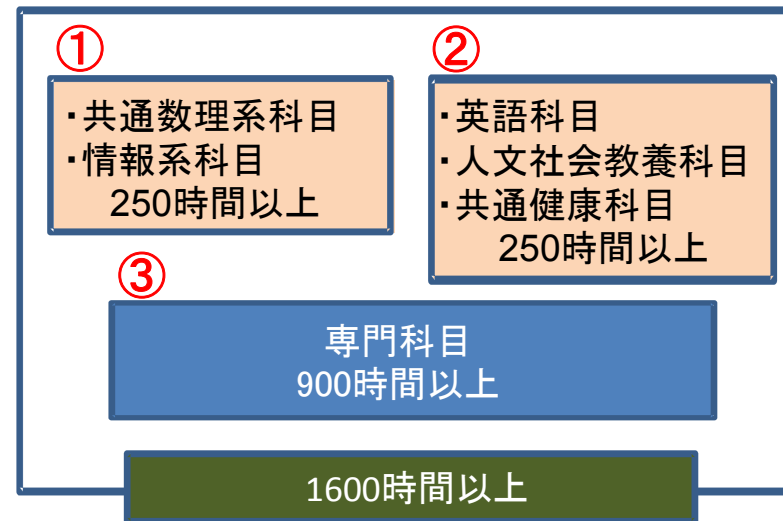 ①
・共通数理系科目
・情報系科目
250時間以上
②
・英語科目
・人文社会教養科目
・共通健康科目
250時間以上
③
専門科目
900時間以上
1600時間以上